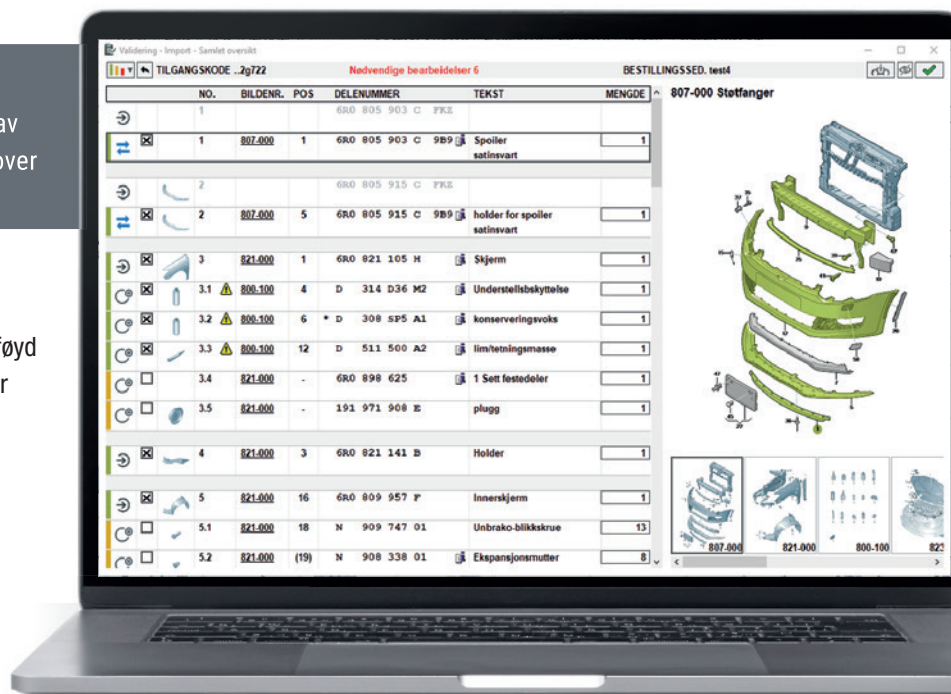 av
over
føyd
r
Validering - Import - Samlet oversikt
TILGANGSKODE ..2g722 Nødvendige bearbeidelser 6 BESTILLINGSSED. test4
NO. BILDENR. POS DELENUMMER TEKST MENGDE
1 6R0 805 903 C FKZ
1 807-000 1 6R0 805 903 C 9B9 Spoiler 1
satinsvart
2 6R0 805 915 C FKZ
2 807-000 5 6R0 805 915 C 9B9 holder for spoiler 1
satinsvart
3 821-000 1 6R0 821 105 H Skjerm 1
3.1 800-100 4 D 314 D36 M2 Understellsbskyttelse 1
3.2 800-100 6 * D 308 SP5 A1 konserveringsvoks 1
3.3 800-100 12 D 511 500 A2 lim/tetningsmasse 1
3.4 821-000 - 6R0 898 625 1 Sett festedeler 1
3.5 821-000 - 191 971 908 E plugg 1
4 821-000 3 6R0 821 141 B Holder 1
5 821-000 16 6R0 809 957 F Innerskjerm 1
5.1 821-000 18 N 909 747 01 Unbrako-blikkskrue 13
5.2 821-000 (19) N 908 338 01 Ekspansjonsmutter 8
807-000 Støtfanger
807-000 821-000 800-100 823